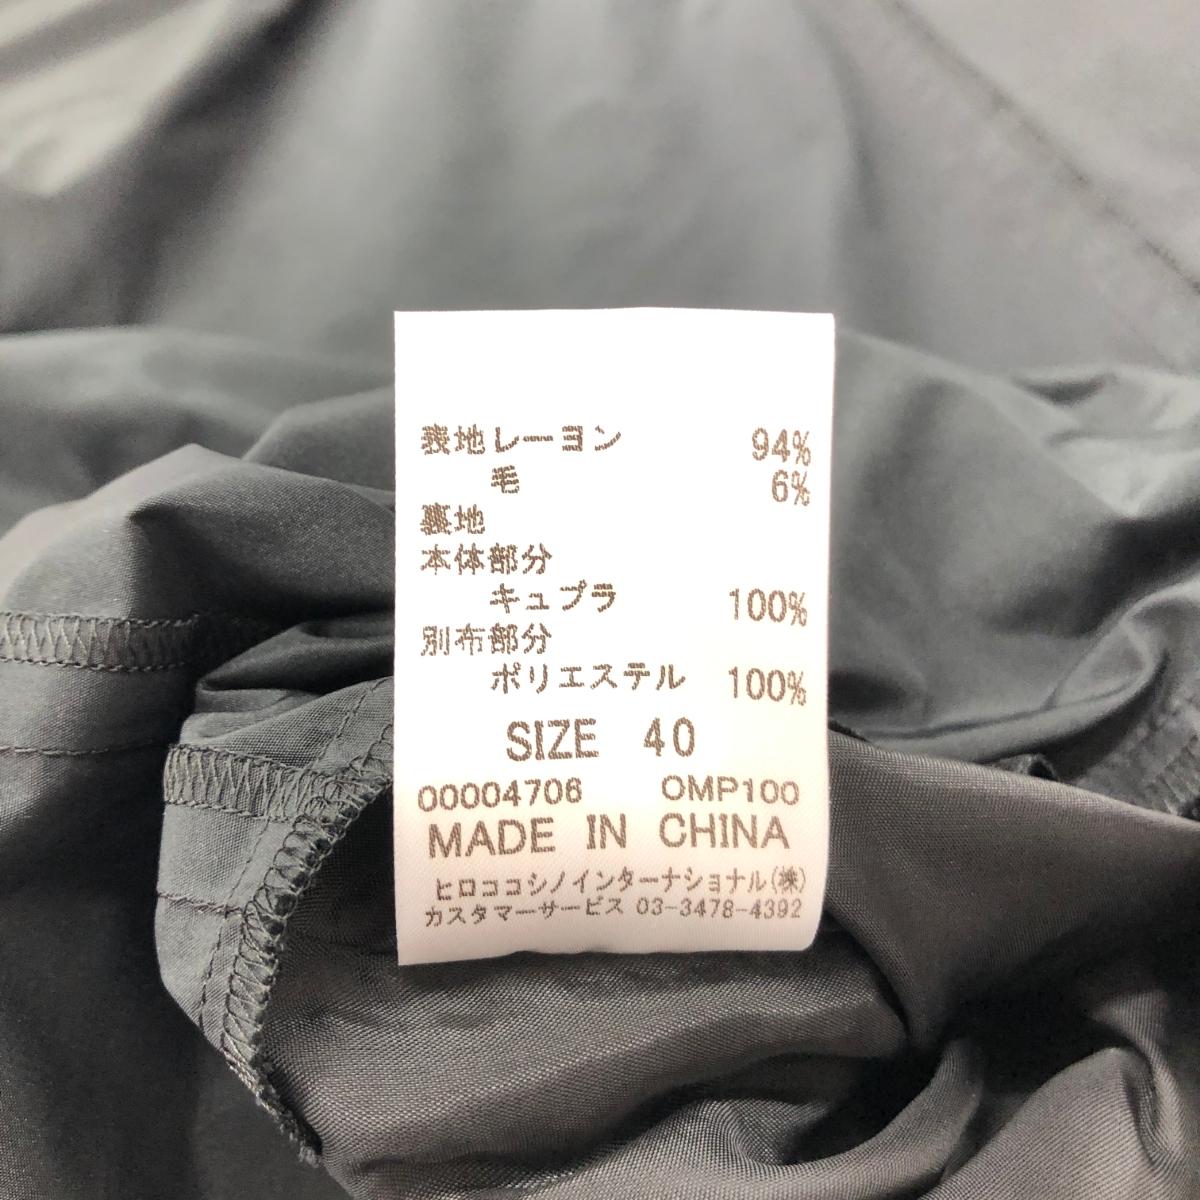 表地レーヨン 94%
毛 6%
裏地
本体部分
キュプラ 100%
別布部分
ポリエステル 100%
SIZE 40
00004706 OMP100
MADE IN CHINA
ヒロココシノインターナショナル(株)
カスタマーサービス 03-3478-4392